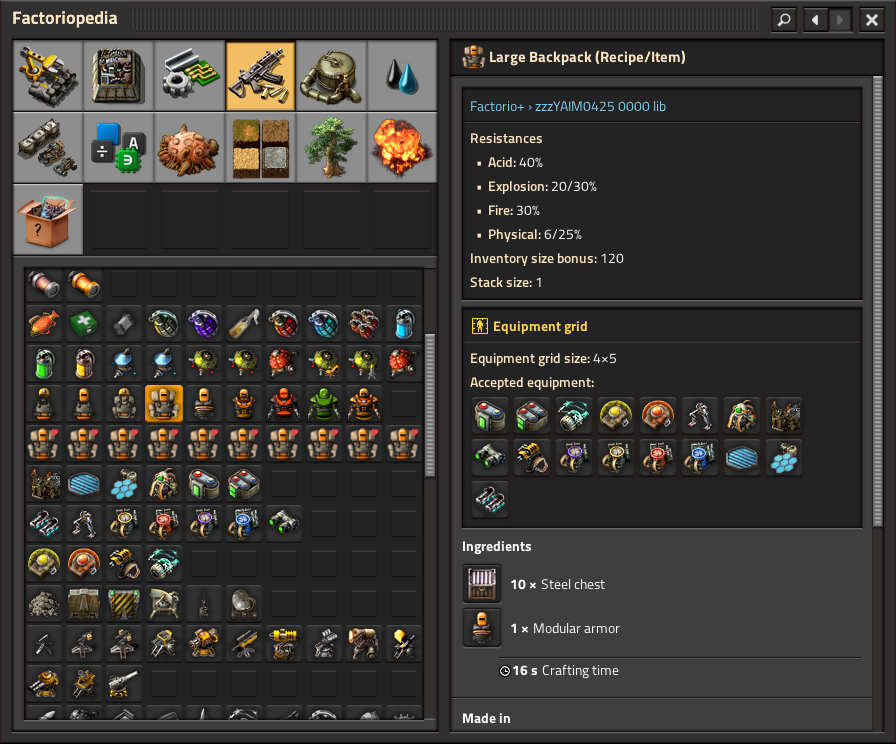 Factoriopedia
Large Backpack (Recipe/Item)
Factorio+ › zzzYAIM0425 0000 lib
Resistances
▪ Acid: 40%
▪ Explosion: 20/30%
▪ Fire: 30%
▪ Physical: 6/25%
Inventory size bonus: 120
Stack size: 1
Equipment grid
Equipment grid size: 4×5
Accepted equipment:
Ingredients
10 × Steel chest
1 × Modular armor
16 s Crafting time
Made in